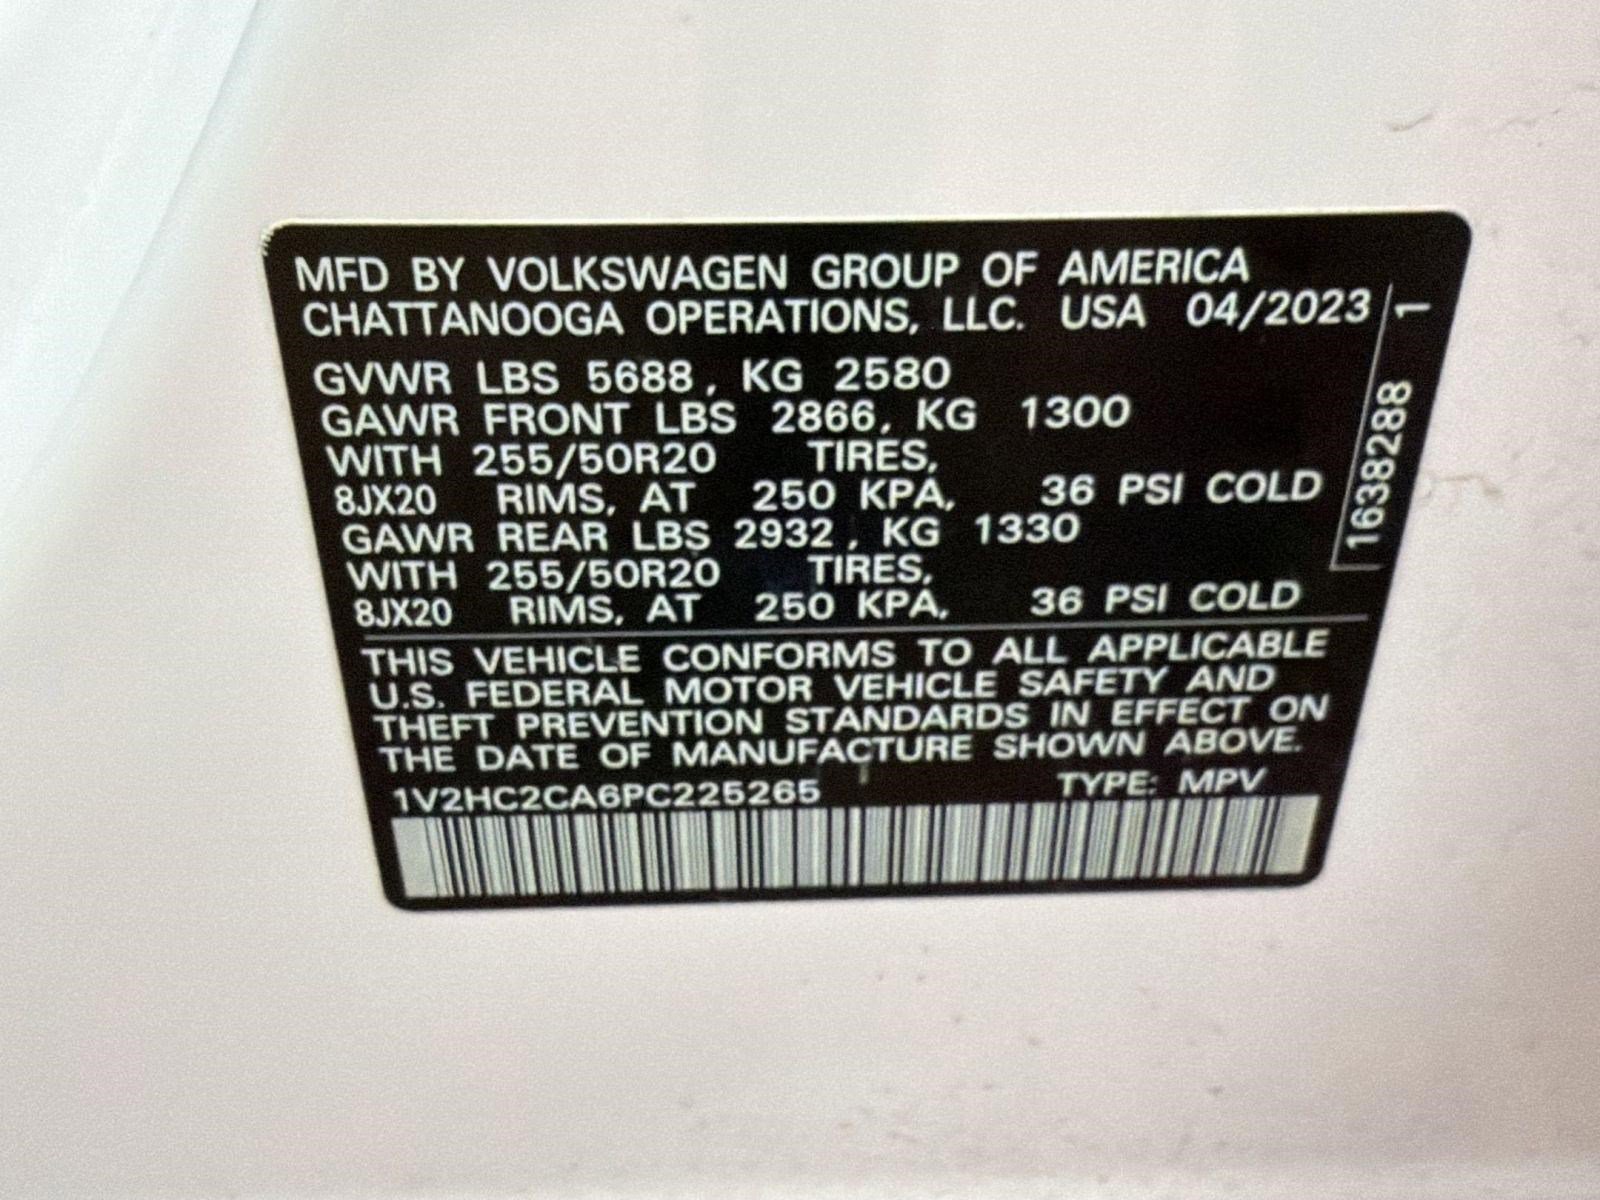 MFD BY VOLKSWAGEN GROUP OF AMERICA
CHATTANOOGA OPERATIONS, LLC. USA 04/2023
GVWR LBS 5688, KG 2580
GAWR FRONT LBS 2866, KG 1300
WITH 255/50R20 TIRES,
8JX20 RIMS, AT 250 KPA, 36 PSI COLD
GAWR REAR LBS 2932, KG 1330
WITH 255/50R20 TIRES,
8JX20 RIMS, AT 250 KPA, 36 PSI COLD
1638288 1
THIS VEHICLE CONFORMS TO ALL APPLICABLE
U.S. FEDERAL MOTOR VEHICLE SAFETY AND
THEFT PREVENTION STANDARDS IN EFFECT ON
THE DATE OF MANUFACTURE SHOWN ABOVE.
1V2HC2CA6PC225265 TYPE: MPV